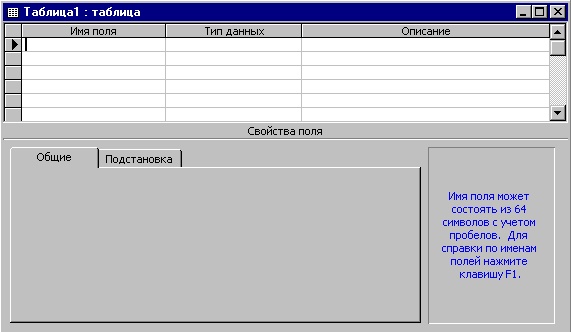 Таблица1 : таблица
Имя поля Тип данных Описание
Свойства поля
Общие Подстановка
Имя поля может
состоять из 64
символов с учетом
пробелов. Для
справки по именам
полей нажмите
клавишу F1.